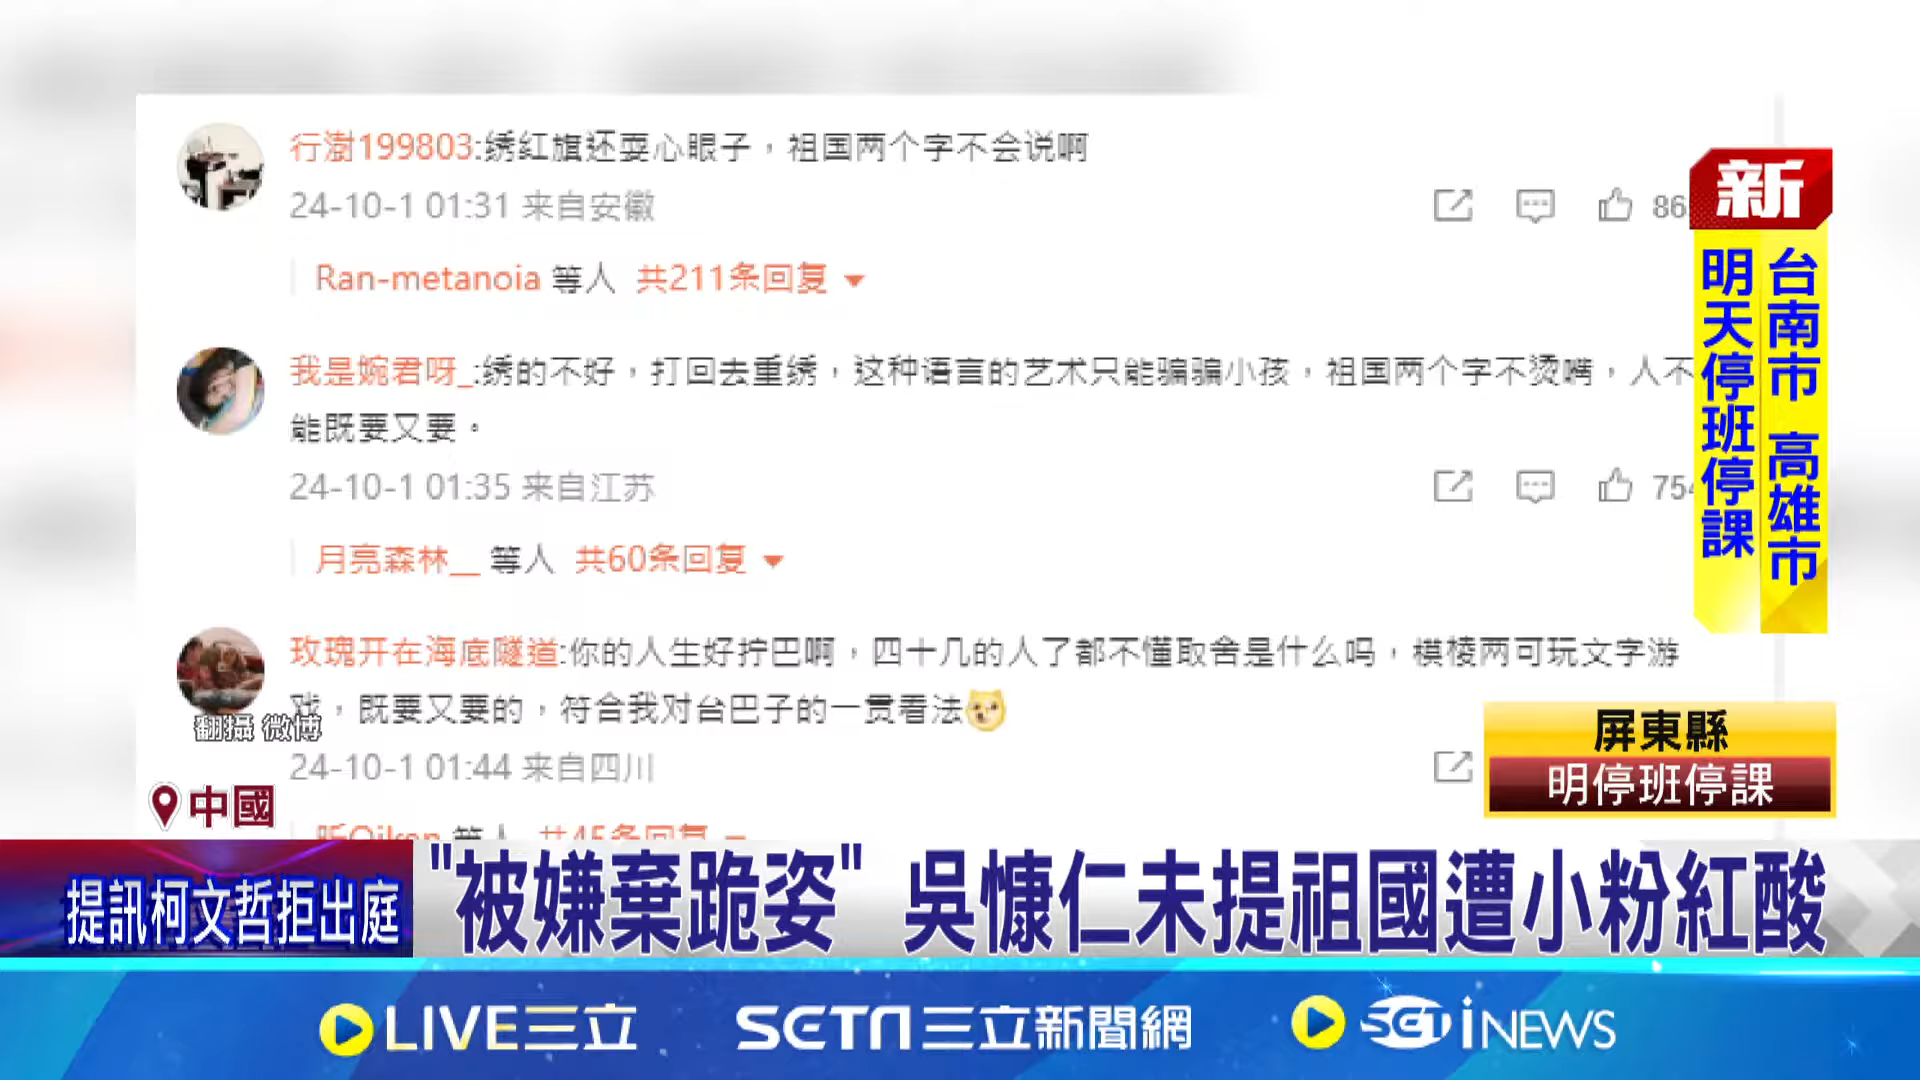 行澍199803:绣红旗还耍心眼子，祖国两个字不会说啊
24-10-1 01:31 来自安徽
86
Ran-metanoia 等人 共211条回复
我是婉君呀_:绣的不好，打回去重绣，这种语言的艺术只能骗骗小孩，祖国两个字不烫嘴，人不
能既要又要。
24-10-1 01:35 来自江苏
754
月亮森林__ 等人 共60条回复
玫瑰开在海底隧道:你的人生好拧巴啊，四十几的人了都不懂取舍是什么吗，模棱两可玩文字游
戏，既要又要的，符合我对台巴子的一贯看法
24-10-1 01:44 来自四川
翻攝 微博
中國
新
台南市 高雄市
明天停班停課
屏東縣
明停班停課
提訊柯文哲拒出庭
"被嫌棄跪姿" 吳慷仁未提祖國遭小粉紅酸
LIVE三立
SETN三立新聞網
SET iNEWS